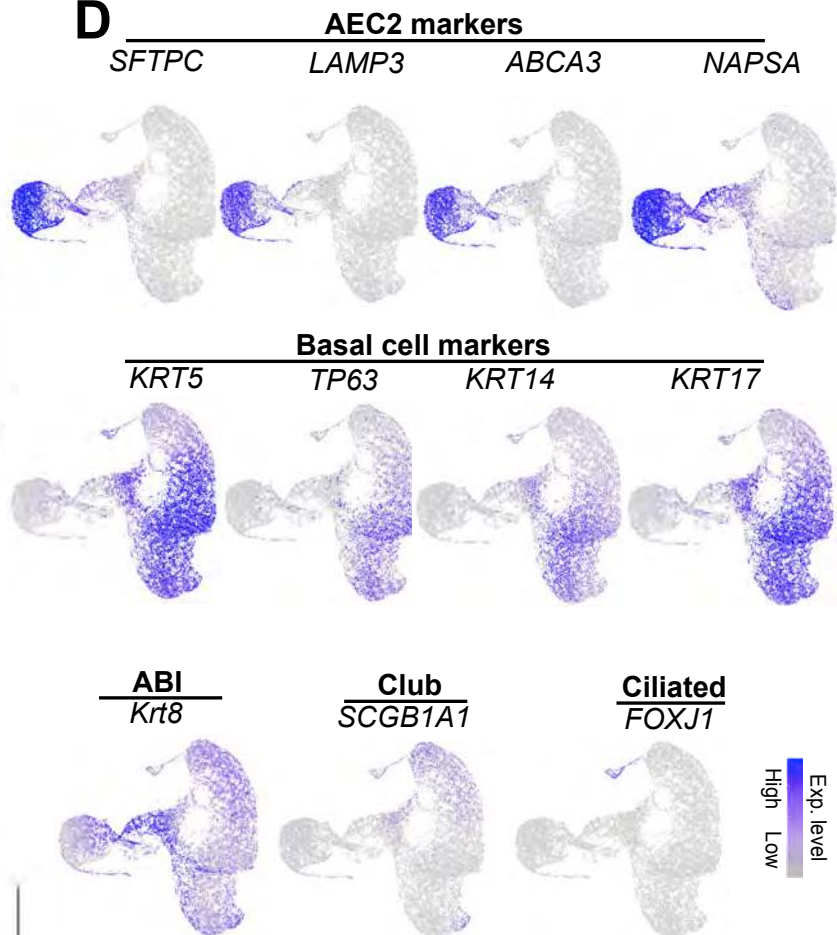 D
AEC2 markers
SFTPC LAMP3 ABCA3 NAPSA
Basal cell markers
KRT5 TP63 KRT14 KRT17
ABI Club Ciliated
Krt8 SCGB1A1 FOXJ1
Exp. level
High Low